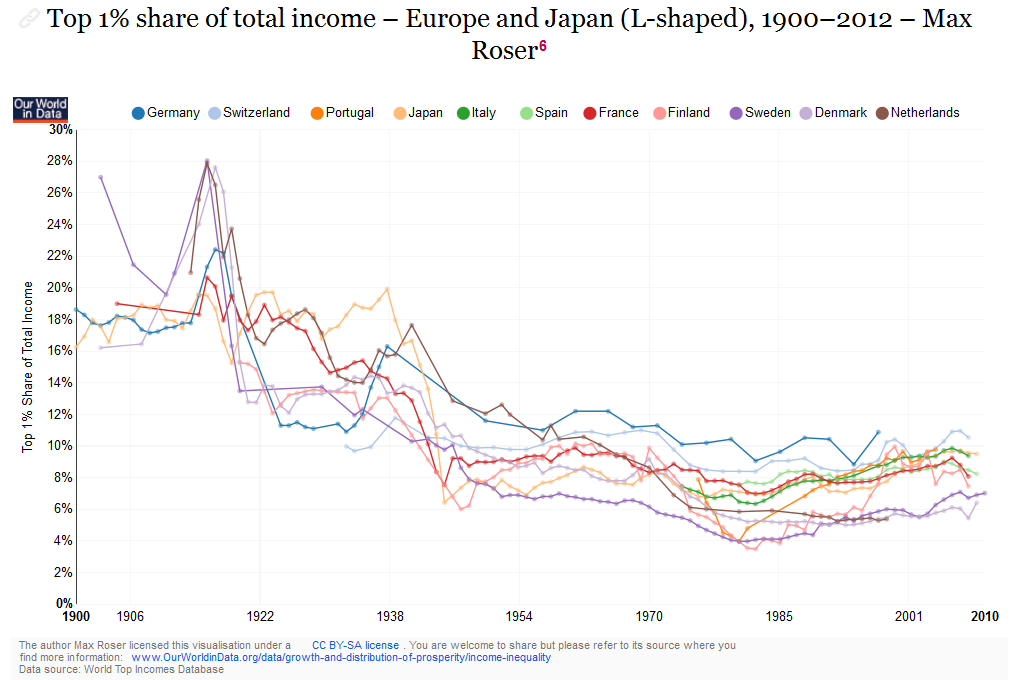 Top 1% share of total income – Europe and Japan (L-shaped), 1900–2012 – Max
Roser6
Our World
in Data
Germany Switzerland Portugal Japan Italy Spain France Finland Sweden Denmark Netherlands
30%
28%
26%
24%
22%
20%
18%
16%
14%
12%
10%
8%
6%
4%
2%
0%
Top 1% Share of Total Income
1900 1906 1922 1938 1954 1970 1985 2001 2010
The author Max Roser licensed this visualisation under a CC BY-SA license . You are welcome to share but please refer to its source where you
find more information: www.OurWorldinData.org/data/growth-and-distribution-of-prosperity/income-inequality
Data source: World Top Incomes Database